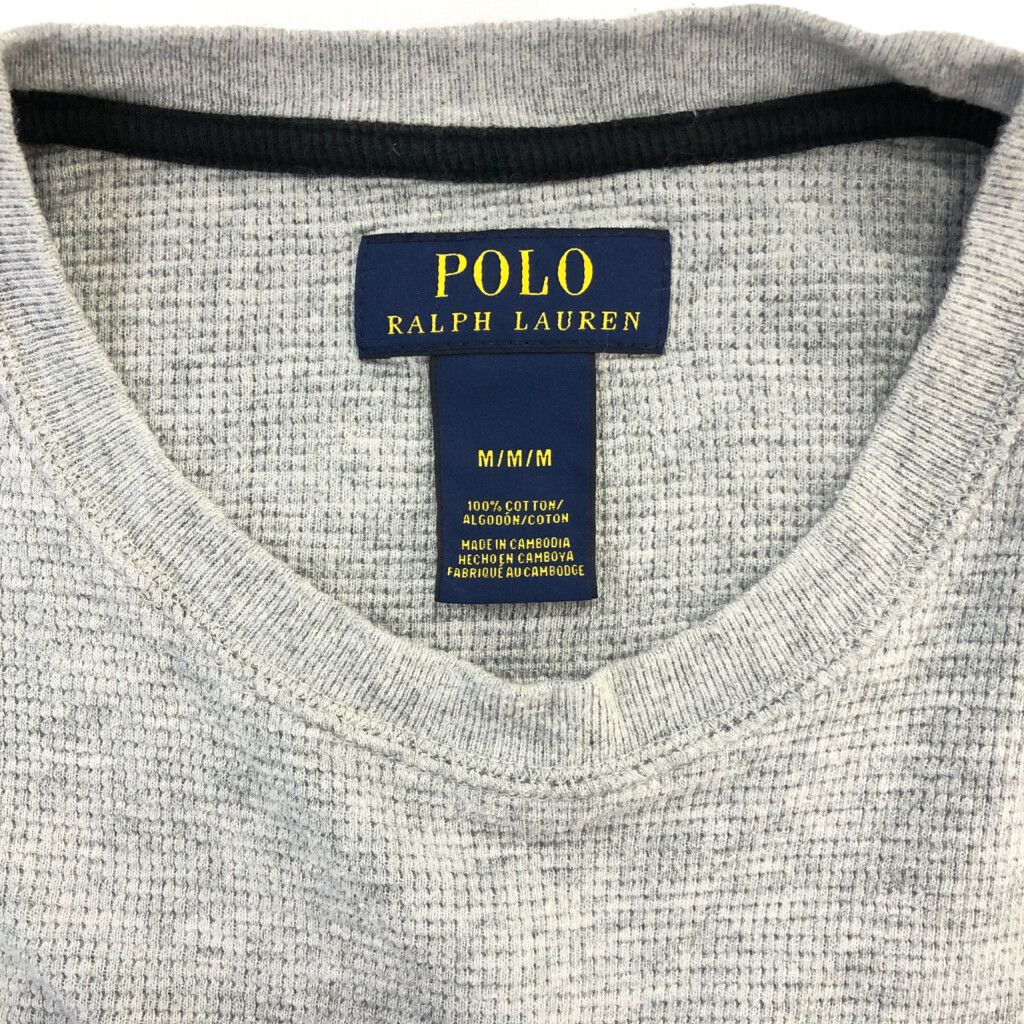 POLO
RALPH LAUREN
M/M/M
100% COTTON/
ALGODÓN/COTON
MADE IN CAMBODIA
HECHO EN CAMBOYA
FABRIQUÉ AU CAMBODGE